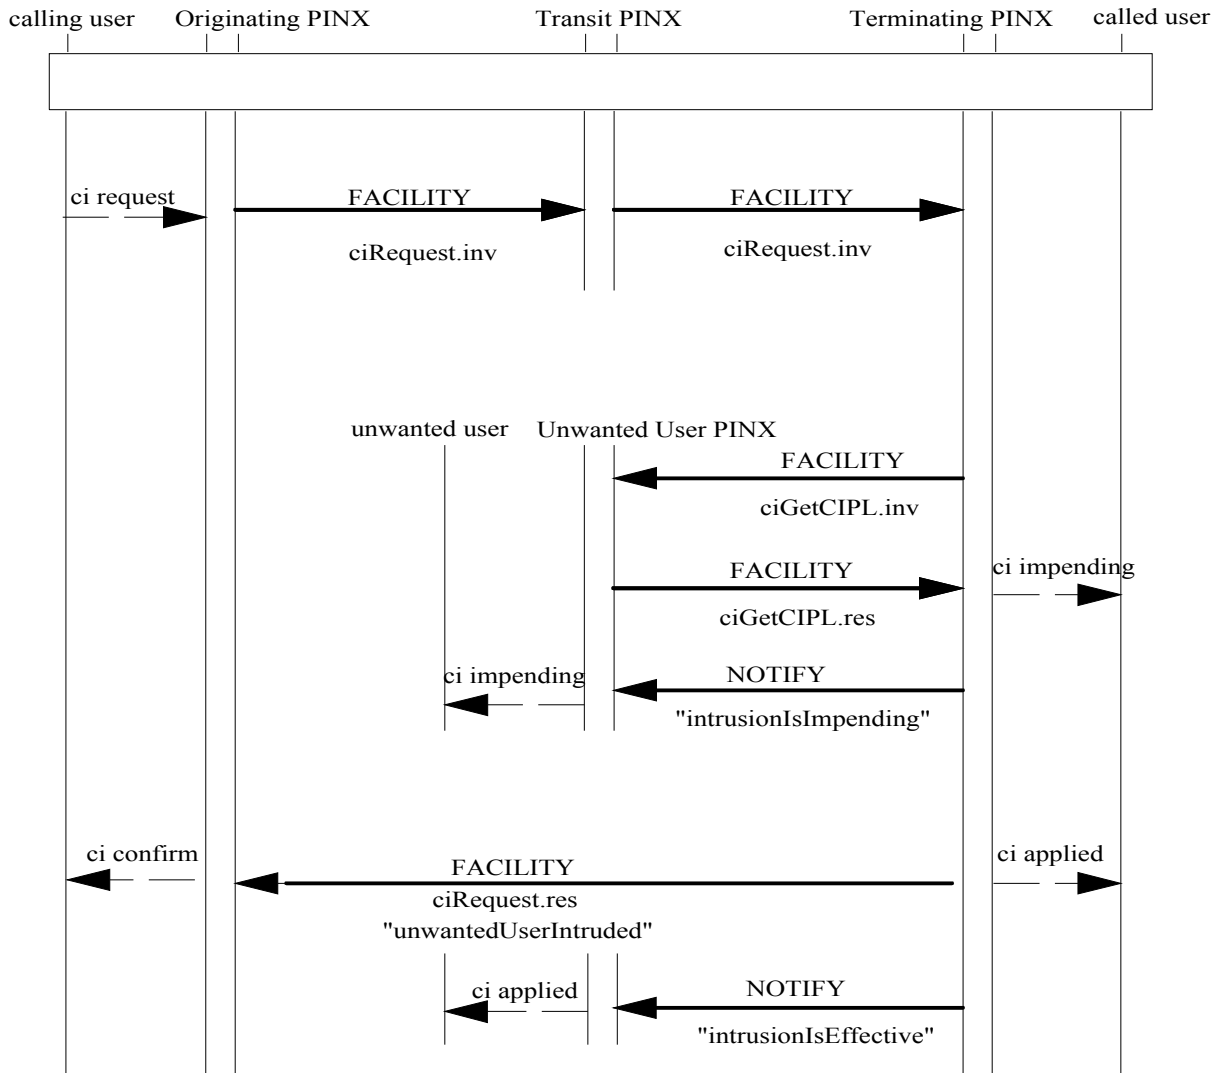 calling user
Originating PINX
Transit PINX
Terminating PINX
called user
ci request
FACILITY
FACILITY
ciRequest.inv
ciRequest.inv
unwanted user
Unwanted User PINX
FACILITY
ciGetCIPL.inv
FACILITY
ci impending
ciGetCIPL.res
ci impending
NOTIFY
"intrusionIsImpending"
ci confirm
FACILITY
ci applied
ciRequest.res
"unwantedUserIntruded"
ci applied
NOTIFY
"intrusionIsEffective"